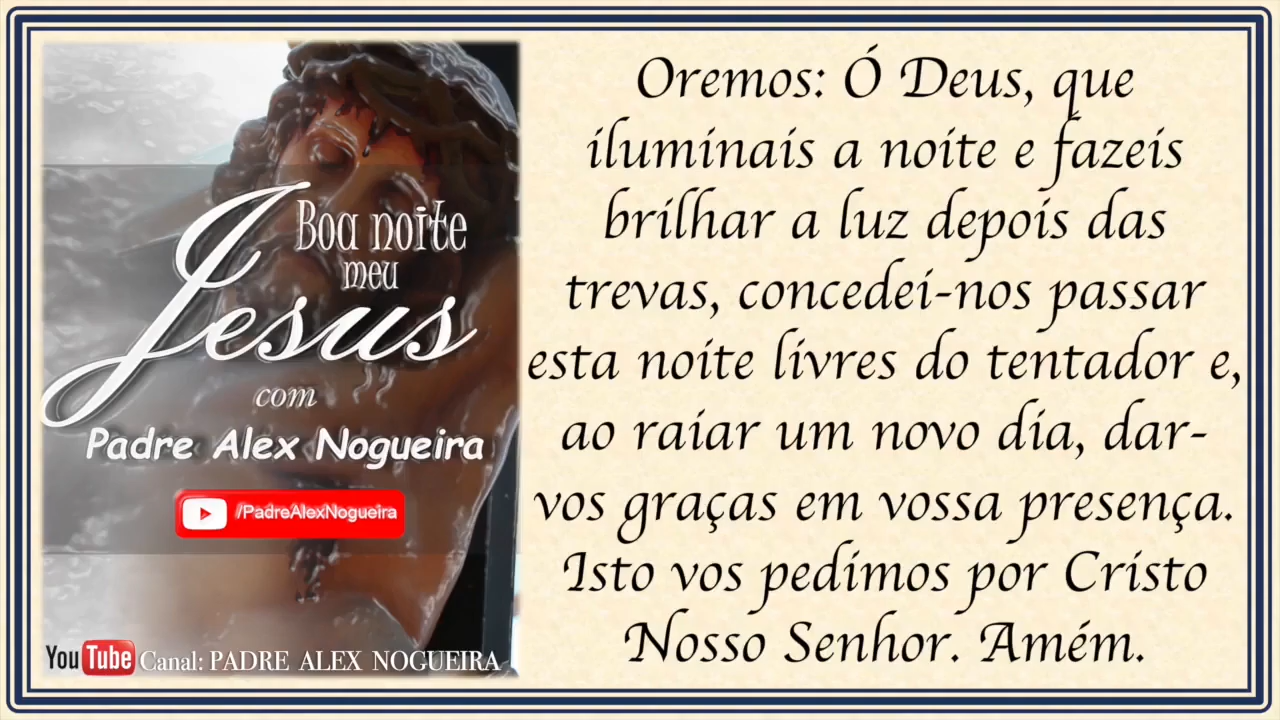 Boa noite
meu
Jesus
com
Padre Alex Nogueira
/PadreAlexNogueira
YouTube Canal: PADRE ALEX NOGUEIRA
Oremos: Ó Deus, que
iluminais a noite e fazeis
brilhar a luz depois das
trevas, concedei-nos passar
esta noite livres do tentador e,
ao raiar um novo dia, dar-
vos graças em vossa presença.
Isto vos pedimos por Cristo
Nosso Senhor. Amém.